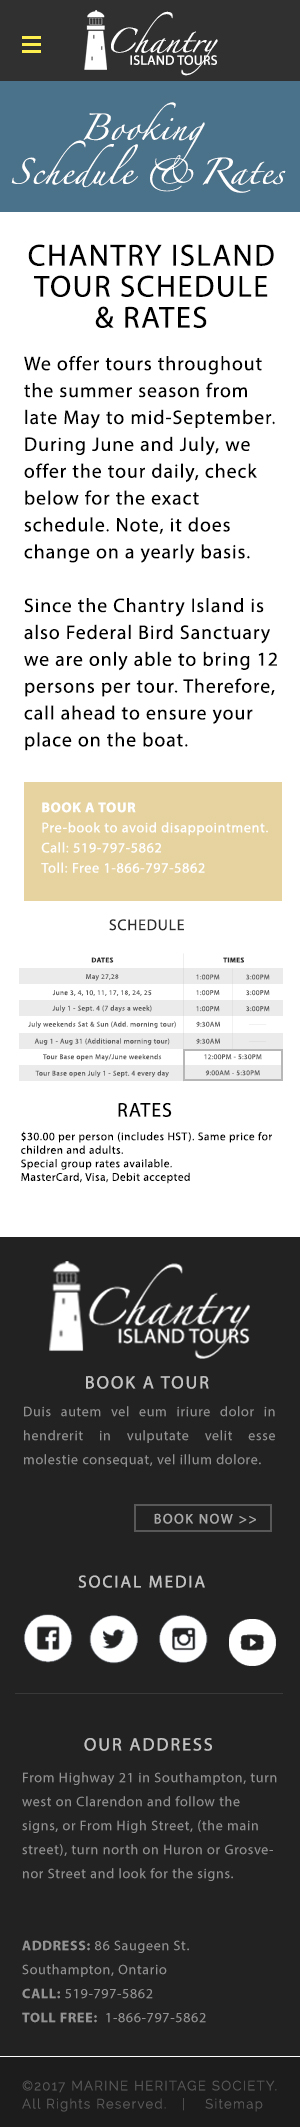 Chantry
ISLAND TOURS
Booking
Schedule & Rates
CHANTRY ISLAND
TOUR SCHEDULE
& RATES
We offer tours throughout
the summer season from
late May to mid-September.
During June and July, we
offer the tour daily, check
below for the exact
schedule. Note, it does
change on a yearly basis.
Since the Chantry Island is
also Federal Bird Sanctuary
we are only able to bring 12
persons per tour. Therefore,
call ahead to ensure your
place on the boat.
BOOK A TOUR
Pre-book to avoid disappointment.
Call: 519-797-5862
Toll: Free 1-866-797-5862
SCHEDULE
DATES TIMES
May 27,28 1:00PM 3:00PM
June 3, 4, 10, 11, 17, 18, 24, 25 1:00PM 3:00PM
July 1 - Sept. 4 (7 days a week) 1:00PM 3:00PM
July weekends Sat & Sun (Add. morning tour) 9:30AM
Aug 1 - Aug 31 (Additional morning tour) 9:30AM
Tour Base open May/June weekends 12:00PM - 5:30PM
Tour Base open July 1 - Sept. 4 every day 9:00AM - 5:30PM
RATES
$30.00 per person (includes HST). Same price for
children and adults.
Special group rates available.
MasterCard, Visa, Debit accepted
Chantry
ISLAND TOURS
BOOK A TOUR
Duis autem vel eum iriure dolor in
hendrerit in vulputate velit esse
molestie consequat, vel illum dolore.
BOOK NOW >>
SOCIAL MEDIA
OUR ADDRESS
From Highway 21 in Southampton, turn
west on Clarendon and follow the
signs, or From High Street, (the main
street), turn north on Huron or Grosve-
nor Street and look for the signs.
ADDRESS: 86 Saugeen St.
Southampton, Ontario
CALL: 519-797-5862
TOLL FREE: 1-866-797-5862
©2017 MARINE HERITAGE SOCIETY.
All Rights Reserved. | Sitemap